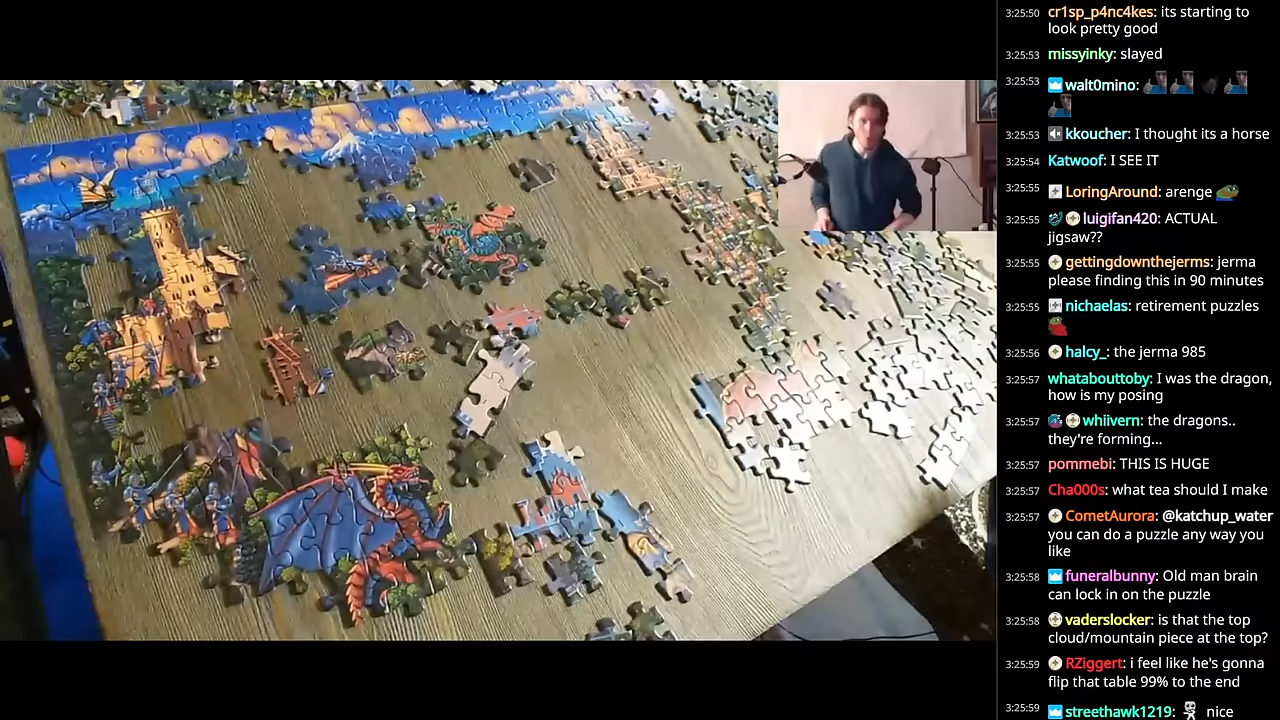 3:25:50 cr1sp_p4nc4kes: its starting to
look pretty good
3:25:53 missyinky: slayed
3:25:53 walt0mino:
3:25:53 kkoucher: I thought its a horse
3:25:54 Katwoof: I SEE IT
3:25:55 LoringAround: arenge
3:25:55 luigifan420: ACTUAL
jigsaw??
3:25:55 gettingdownthejerms: jerma
please finding this in 90 minutes
3:25:55 nichaelas: retirement puzzles
3:25:56 halcy_: the jerma 985
3:25:57 whatabouttoby: I was the dragon,
how is my posing
3:25:57 whiivern: the dragons..
they're forming...
3:25:57 pommebi: THIS IS HUGE
3:25:57 Cha000s: what tea should I make
3:25:57 CometAurora: @katchup_water
you can do a puzzle any way you
like
3:25:58 funeralbunny: Old man brain
can lock in on the puzzle
3:25:58 vaderslocker: is that the top
cloud/mountain piece at the top?
3:25:59 RZiggert: i feel like he's gonna
flip that table 99% to the end
3:25:59 streethawk1219: nice